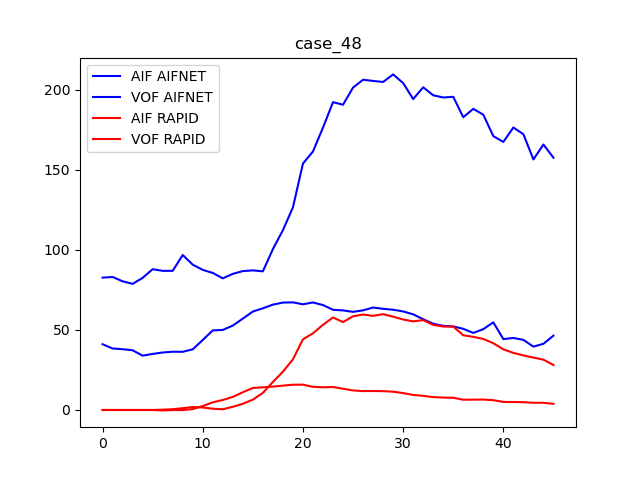 case_48
AIF AIFNET
VOF AIFNET
AIF RAPID
VOF RAPID
200
150
100
50
0
0 10 20 30 40